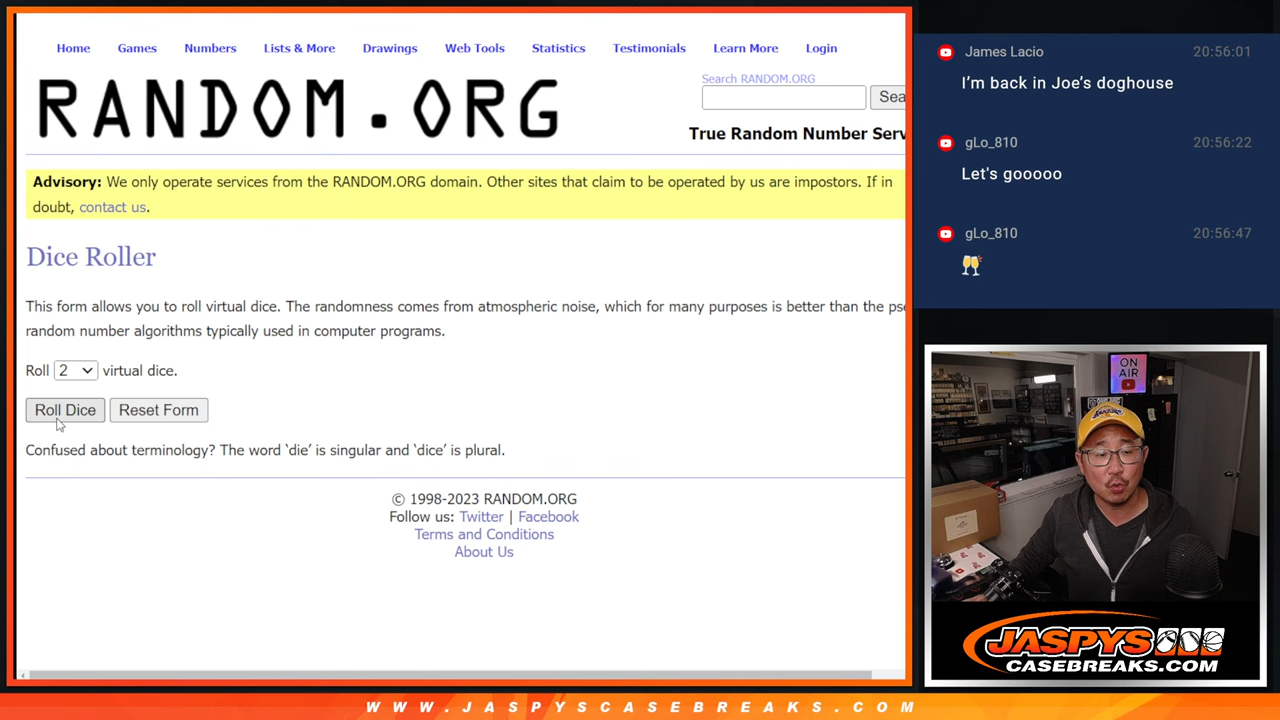 Home Games Numbers Lists & More Drawings Web Tools Statistics Testimonials Learn More Login
RANDOM.ORG
Search RANDOM.ORG
Sea
True Random Number Serv
Advisory: We only operate services from the RANDOM.ORG domain. Other sites that claim to be operated by us are impostors. If in
doubt, contact us.
Dice Roller
This form allows you to roll virtual dice. The randomness comes from atmospheric noise, which for many purposes is better than the pse
random number algorithms typically used in computer programs.
Roll 2 virtual dice.
Roll Dice Reset Form
Confused about terminology? The word ‘die’ is singular and ‘dice’ is plural.
© 1998-2023 RANDOM.ORG
Follow us: Twitter | Facebook
Terms and Conditions
About Us
James Lacio 20:56:01
I’m back in Joe’s doghouse
gLo_810 20:56:22
Let's gooooo
gLo_810 20:56:47
ON
AIR
JASPYS
CASEBREAKS.COM
WWW.JASPYSCASEBREAKS.COM